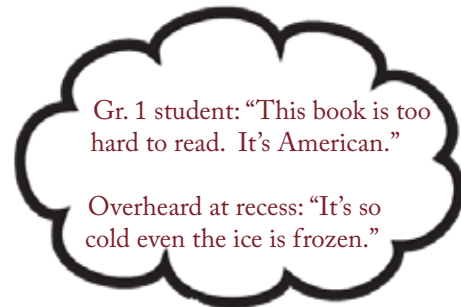 Gr. 1 student: “This book is too
hard to read.  It’s American.”
Overheard at recess: “It’s so
cold even the ice is frozen.”